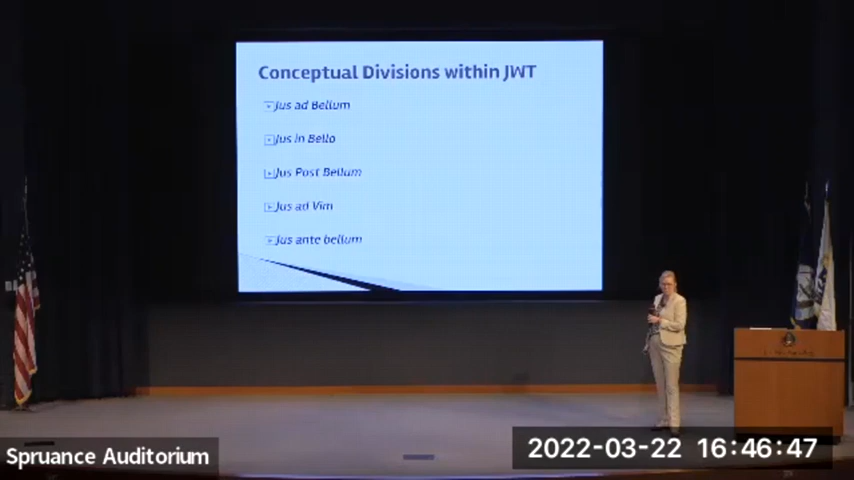 Conceptual Divisions within JWT
Jus ad Bellum
Jus in Bello
Jus Post Bellum
Jus ad Vim
Jus ante bellum
Spruance Auditorium
2022-03-22 16:46:47